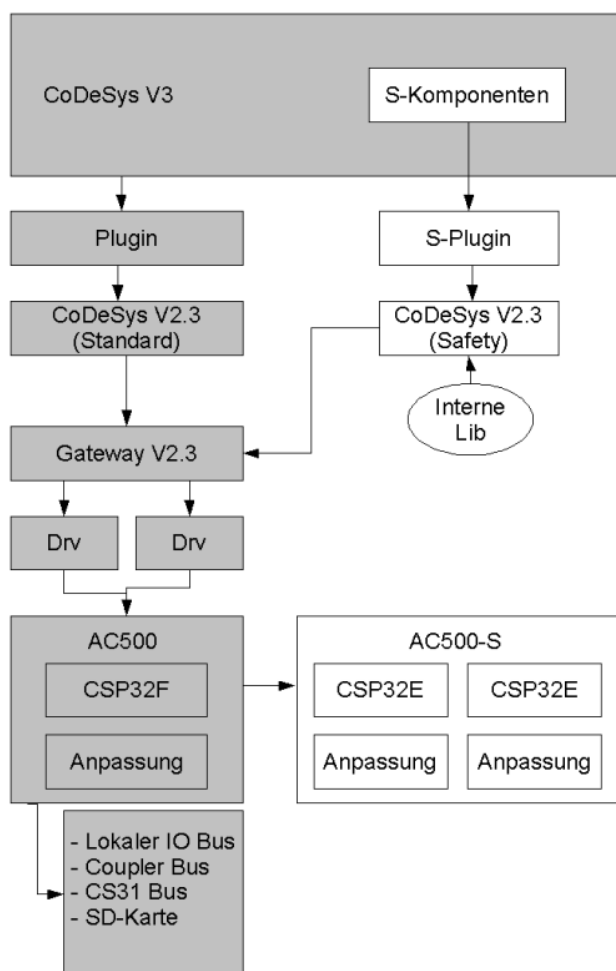 CoDeSys V3
S-Komponenten
Plugin
S-Plugin
CoDeSys V2.3
(Standard)
CoDeSys V2.3
(Safety)
Interne
Lib
Gateway V2.3
Drv
Drv
AC500
AC500-S
CSP32F
CSP32E
CSP32E
Anpassung
Anpassung
Anpassung
- Lokaler IO Bus
- Coupler Bus
- CS31 Bus
- SD-Karte